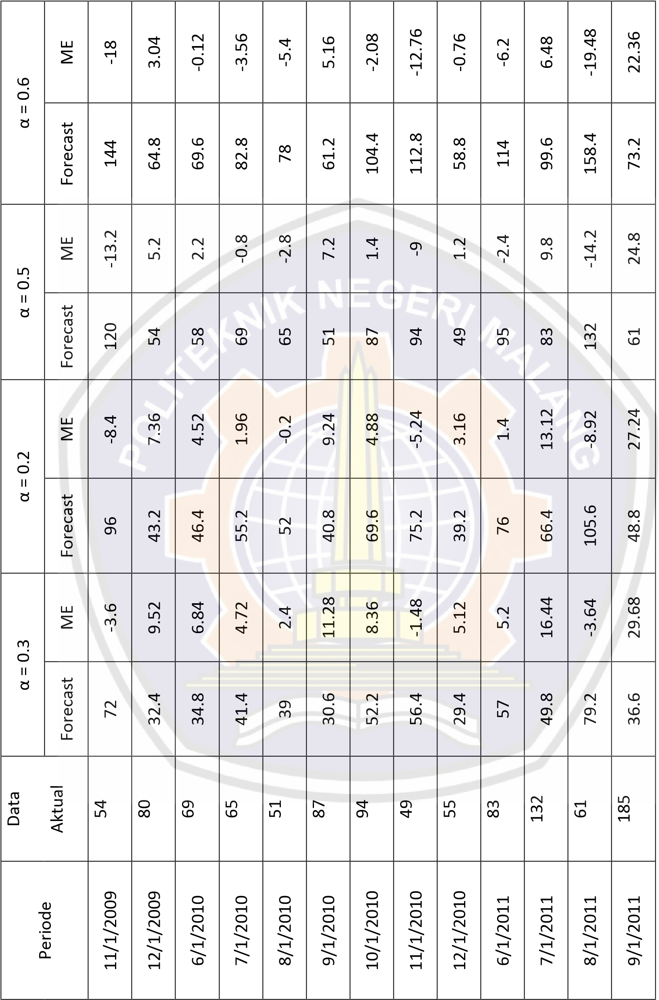 Periode Data Aktual α = 0.3 α = 0.2 α = 0.5 α = 0.6
Forecast ME Forecast ME Forecast ME Forecast ME
11/1/2009 54 72 -3.6 96 -8.4 120 -13.2 144 -18
12/1/2009 80 32.4 9.52 43.2 7.36 54 5.2 64.8 3.04
6/1/2010 69 34.8 6.84 46.4 4.52 58 2.2 69.6 -0.12
7/1/2010 65 41.4 4.72 55.2 1.96 69 -0.8 82.8 -3.56
8/1/2010 51 39 2.4 52 -0.2 65 -2.8 78 -5.4
9/1/2010 87 30.6 11.28 40.8 9.24 51 7.2 61.2 5.16
10/1/2010 94 52.2 8.36 69.6 4.88 87 1.4 104.4 -2.08
11/1/2010 49 56.4 -1.48 75.2 -5.24 94 -9 112.8 -12.76
12/1/2010 55 29.4 5.12 39.2 3.16 49 1.2 58.8 -0.76
6/1/2011 83 57 5.2 76 1.4 95 -2.4 114 -6.2
7/1/2011 132 49.8 16.44 66.4 13.12 83 9.8 99.6 6.48
8/1/2011 61 79.2 -3.64 105.6 -8.92 132 -14.2 158.4 -19.48
9/1/2011 185 36.6 29.68 48.8 27.24 61 24.8 73.2 22.36
POLITEKNIK NEGERI MALANG